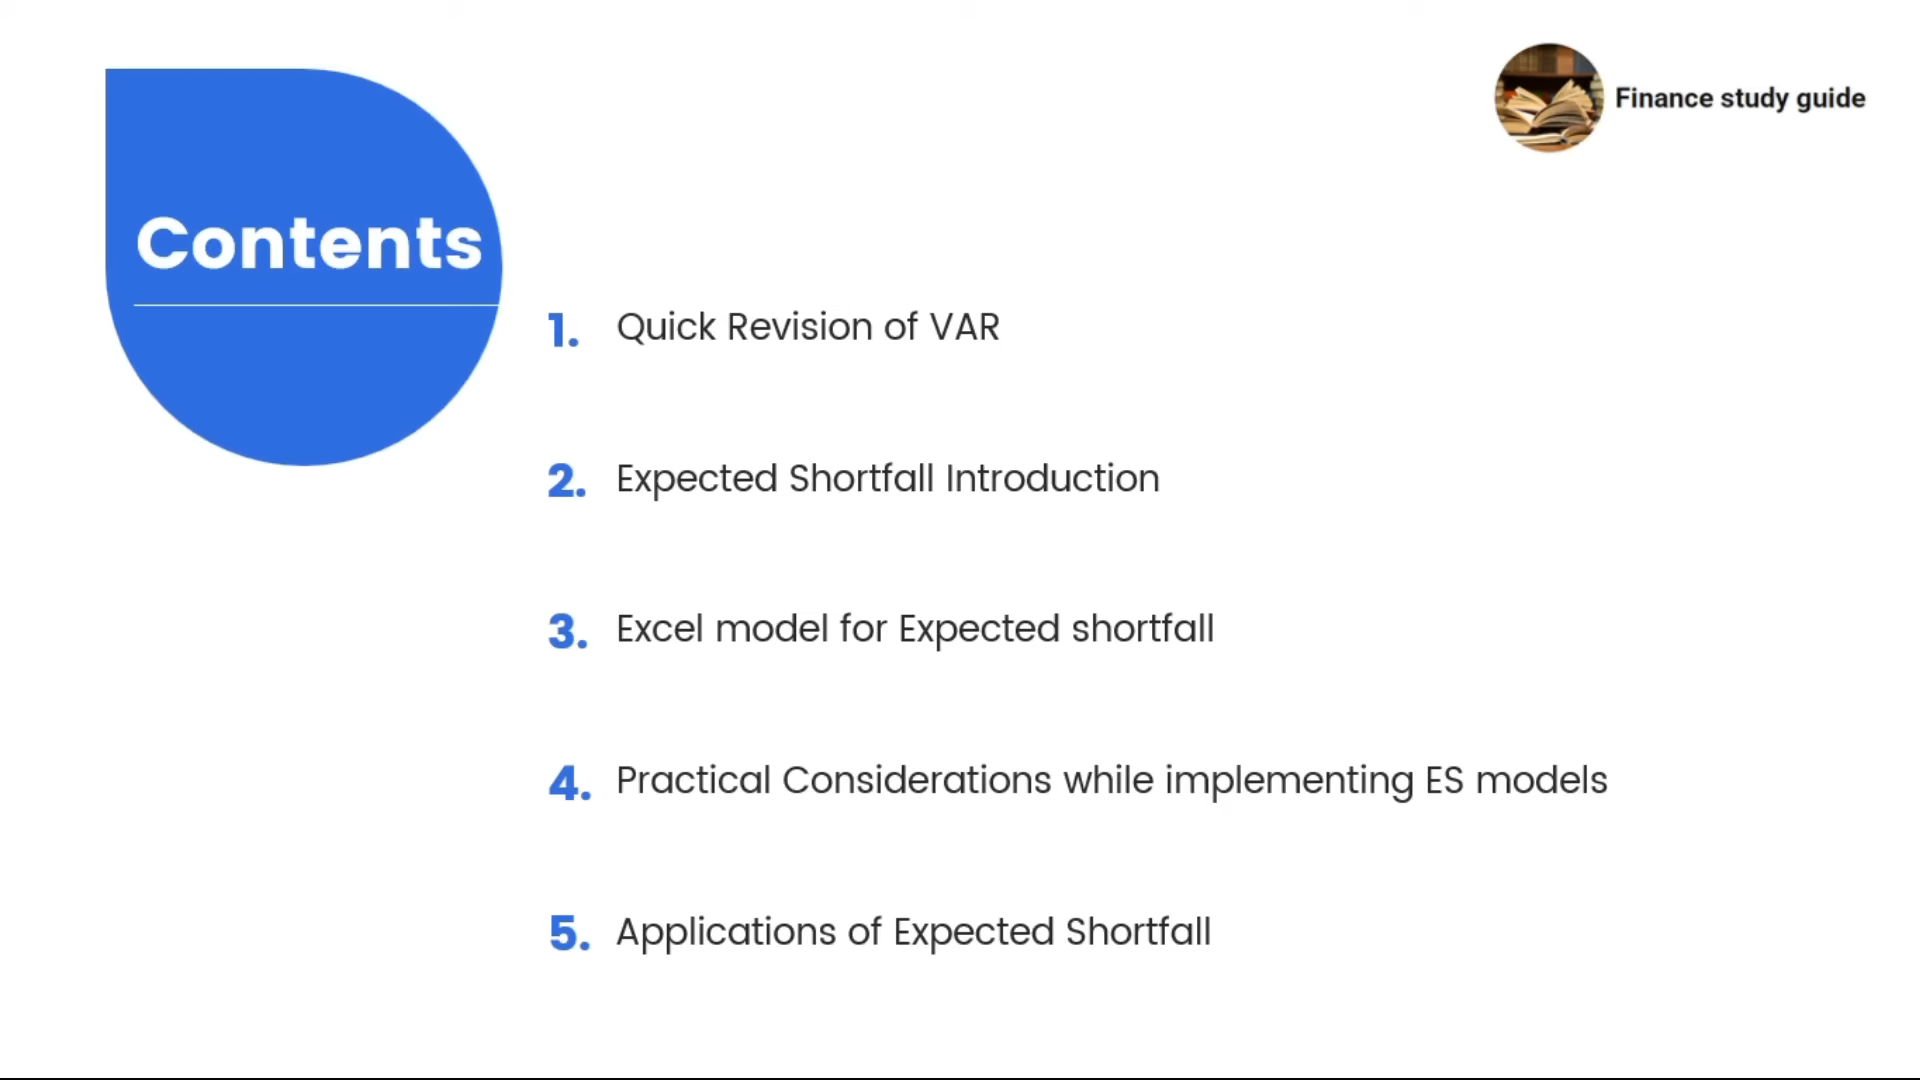 Finance study guide
Contents
1. Quick Revision of VAR
2. Expected Shortfall Introduction
3. Excel model for Expected shortfall
4. Practical Considerations while implementing ES models
5. Applications of Expected Shortfall